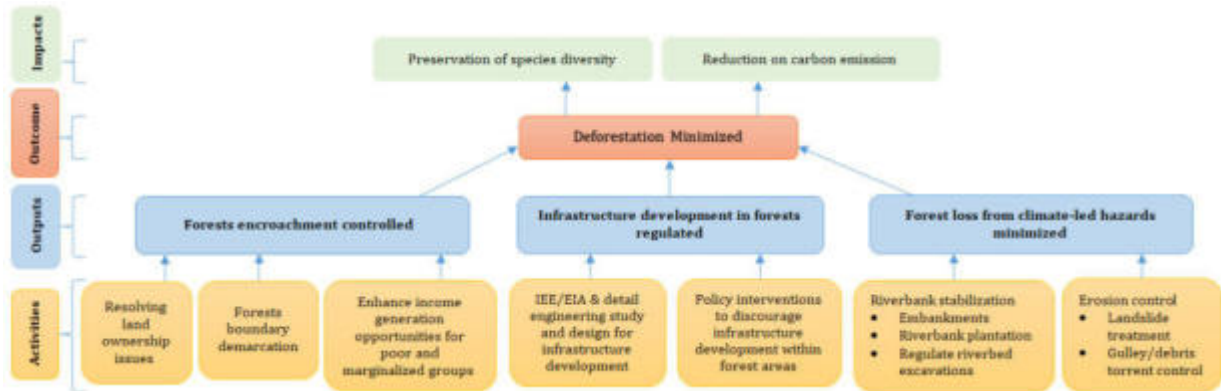 Impacts
Preservation of species diversity
Reduction on carbon emission
Outcome
Deforestation Minimized
Outputs
Forests encroachment controlled
Infrastructure development in forests
regulated
Forest loss from climate-led hazards
minimized
Activities
Resolving
land
ownership
issues
Forests
boundary
demarcation
Enhance income
generation
opportunities for
poor and
marginalized groups
IEE/EIA & detail
engineering study
and design for
infrastructure
development
Policy interventions
to discourage
infrastructure
development within
forest areas
Riverbank stabilization
• Embankments
• Riverbank plantation
• Regulate riverbed
excavations
Erosion control
• Landslide
treatment
• Gulley/debris
torrent control